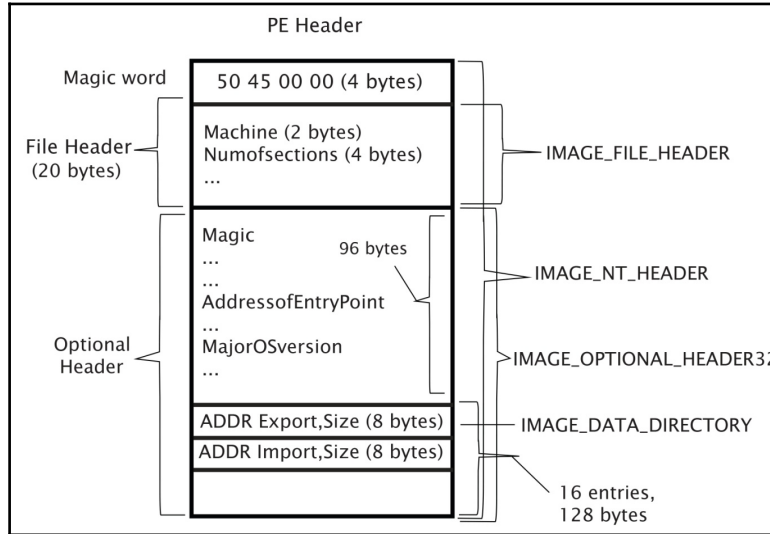 PE Header
Magic word
50 45 00 00 (4 bytes)
File Header
(20 bytes)
Machine (2 bytes)
Numofsections (4 bytes)
...
IMAGE_FILE_HEADER
Optional
Header
Magic
...
...
AddressofEntryPoint
...
MajorOSversion
...
96 bytes
IMAGE_NT_HEADER
IMAGE_OPTIONAL_HEADER32
ADDR Export,Size (8 bytes)
IMAGE_DATA_DIRECTORY
ADDR Import,Size (8 bytes)
16 entries,
128 bytes